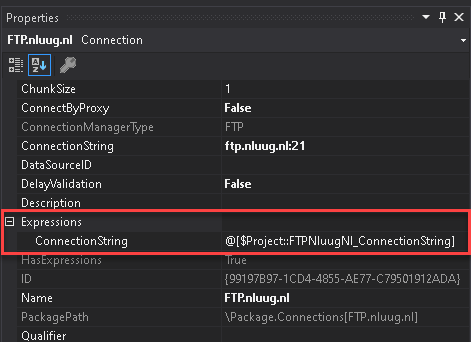 Properties
FTP.nluug.nl Connection
ChunkSize 1
ConnectByProxy False
ConnectionManagerType FTP
ConnectionString ftp.nluug.nl:21
DataSourceID
DelayValidation False
Description
Expressions
ConnectionString @[$Project::FTPNluugNl_ConnectionString]
HasExpressions True
ID {99197B97-1CD4-4855-AE77-C79501912ADA}
Name FTP.nluug.nl
PackagePath \Package.Connections[FTP.nluug.nl]
Qualifier